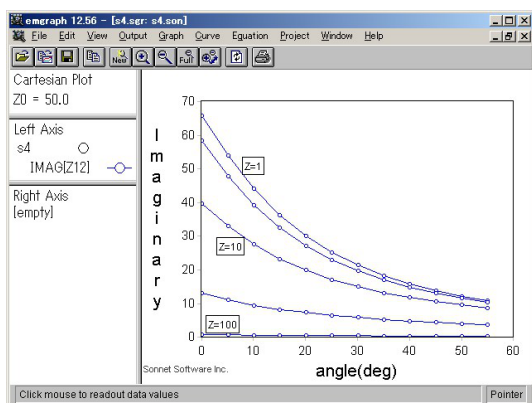 emgraph 12.56 - [s4.sgr: s4.son]
File Edit View Output Graph Curve Equation Project Window Help
New Full
Cartesian Plot
Z0 = 50.0
Left Axis
s4
IMAG[Z12]
Right Axis
[empty]
Imaginary
70
60
50
40
30
20
10
0
Z=1
Z=10
Z=100
0 10 20 30 40 50 60
Sonnet Software Inc.
angle(deg)
Click mouse to readout data values
Pointer